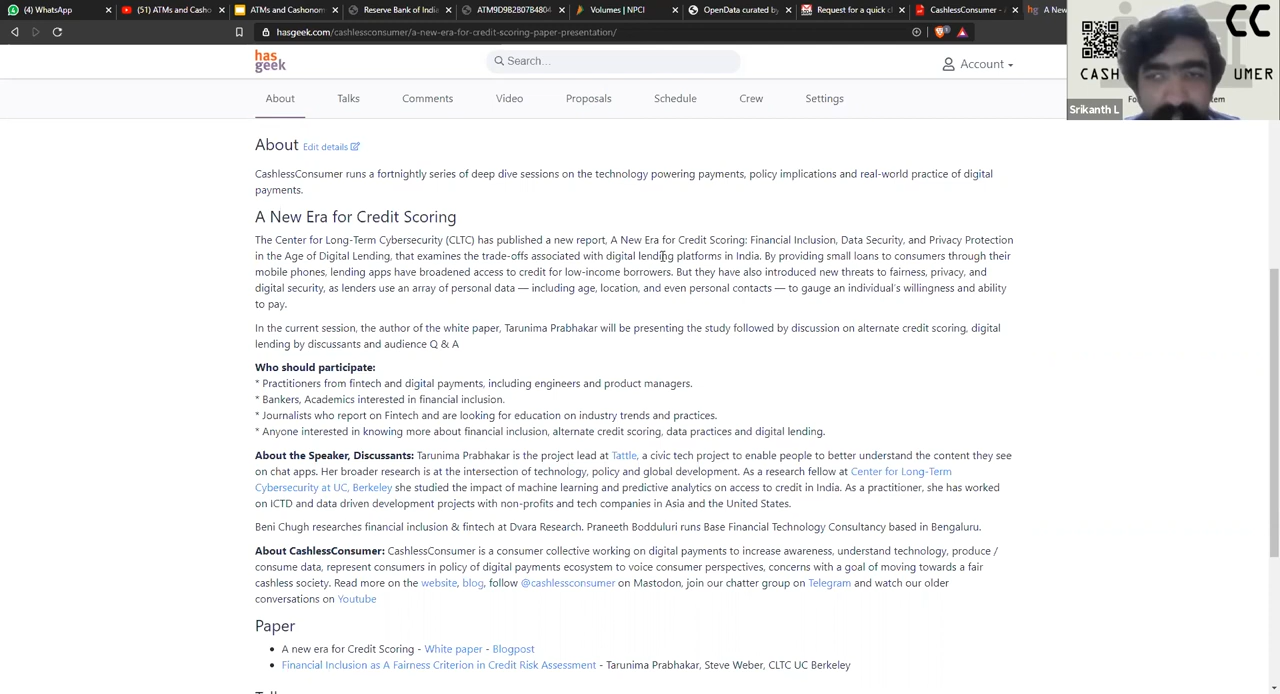 (4) WhatsApp
(51) ATMs and Casho
ATMs and Cashonom
Reserve Bank of India
ATM9D9B2B07B4804
Volumes | NPCI
OpenData curated by
Request for a quick c
CashlessConsumer - 
A New
hasgeek.com/cashlessconsumer/a-new-era-for-credit-scoring-paper-presentation/
has
geek
Search...
Account
CC
CASH
UMER
Fo
em
Srikanth L
About Talks Comments Video Proposals Schedule Crew Settings
About Edit details
CashlessConsumer runs a fortnightly series of deep dive sessions on the technology powering payments, policy implications and real-world practice of digital
payments.
A New Era for Credit Scoring
The Center for Long-Term Cybersecurity (CLTC) has published a new report, A New Era for Credit Scoring: Financial Inclusion, Data Security, and Privacy Protection
in the Age of Digital Lending, that examines the trade-offs associated with digital lending platforms in India. By providing small loans to consumers through their
mobile phones, lending apps have broadened access to credit for low-income borrowers. But they have also introduced new threats to fairness, privacy, and
digital security, as lenders use an array of personal data — including age, location, and even personal contacts — to gauge an individual's willingness and ability
to pay.
In the current session, the author of the white paper, Tarunima Prabhakar will be presenting the study followed by discussion on alternate credit scoring, digital
lending by discussants and audience Q & A
Who should participate:
* Practitioners from fintech and digital payments, including engineers and product managers.
* Bankers, Academics interested in financial inclusion.
* Journalists who report on Fintech and are looking for education on industry trends and practices.
* Anyone interested in knowing more about financial inclusion, alternate credit scoring, data practices and digital lending.
About the Speaker, Discussants: Tarunima Prabhakar is the project lead at Tattle, a civic tech project to enable people to better understand the content they see
on chat apps. Her broader research is at the intersection of technology, policy and global development. As a research fellow at Center for Long-Term
Cybersecurity at UC, Berkeley she studied the impact of machine learning and predictive analytics on access to credit in India. As a practitioner, she has worked
on ICTD and data driven development projects with non-profits and tech companies in Asia and the United States.
Beni Chugh researches financial inclusion & fintech at Dvara Research. Praneeth Bodduluri runs Base Financial Technology Consultancy based in Bengaluru.
About CashlessConsumer: CashlessConsumer is a consumer collective working on digital payments to increase awareness, understand technology, produce /
consume data, represent consumers in policy of digital payments ecosystem to voice consumer perspectives, concerns with a goal of moving towards a fair
cashless society. Read more on the website, blog, follow @cashlessconsumer on Mastodon, join our chatter group on Telegram and watch our older
conversations on Youtube
Paper
A new era for Credit Scoring - White paper - Blogpost
Financial Inclusion as A Fairness Criterion in Credit Risk Assessment - Tarunima Prabhakar, Steve Weber, CLTC UC Berkeley